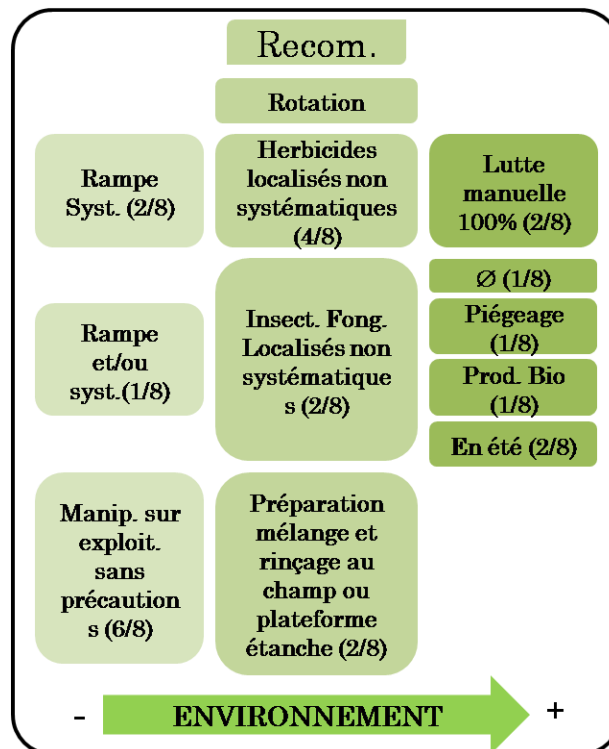 Recom.
Rotation
Rampe
Syst. (2/8)
Herbicides
localisés non
systématiques
(4/8)
Lutte
manuelle
100% (2/8)
Rampe
et/ou
syst.(1/8)
Insect. Fong.
Localisés non
systématique
s (2/8)
∅ (1/8)
Piégeage
(1/8)
Prod. Bio
(1/8)
En été (2/8)
Manip. sur
exploit.
sans
précaution
s (6/8)
Préparation
mélange et
rinçage au
champ ou
plateforme
étanche (2/8)
- ENVIRONNEMENT +